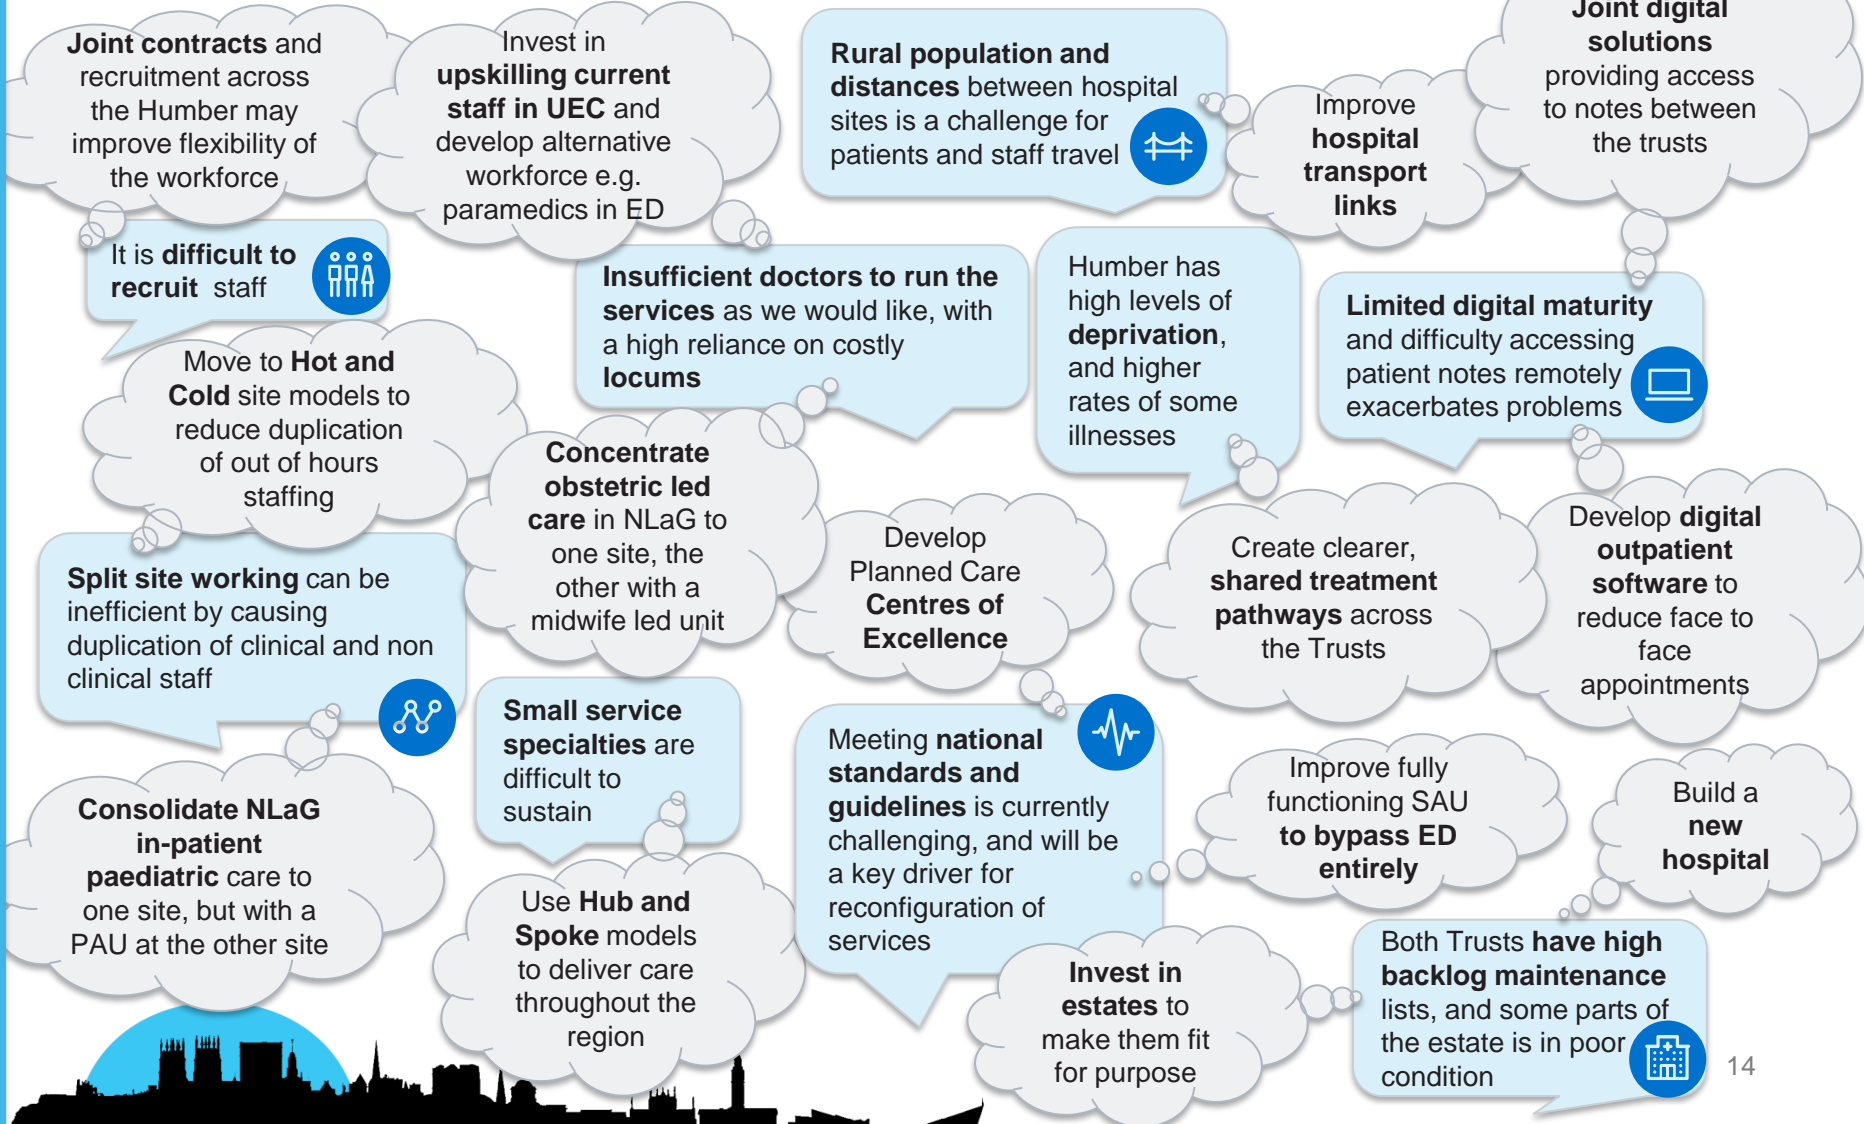 Joint contracts and
recruitment across
the Humber may
improve flexibility of
the workforce
Invest in
upskilling current
staff in UEC and
develop alternative
workforce e.g.
paramedics in ED
Rural population and
distances between hospital
sites is a challenge for
patients and staff travel
Improve
hospital
transport
links
Joint digital
solutions
providing access
to notes between
the trusts
It is difficult to
recruit staff
Insufficient doctors to run the
services as we would like, with
a high reliance on costly
locums
Humber has
high levels of
deprivation,
and higher
rates of some
illnesses
Limited digital maturity
and difficulty accessing
patient notes remotely
exacerbates problems
Move to Hot and
Cold site models to
reduce duplication
of out of hours
staffing
Concentrate
obstetric led
care in NLaG to
one site, the
other with a
midwife led unit
Develop
Planned Care
Centres of
Excellence
Create clearer,
shared treatment
pathways across
the Trusts
Develop digital
outpatient
software to
reduce face to
face
appointments
Split site working can be
inefficient by causing
duplication of clinical and non
clinical staff
Small service
specialties are
difficult to
sustain
Meeting national
standards and
guidelines is currently
challenging, and will be
a key driver for
reconfiguration of
services
Improve fully
functioning SAU
to bypass ED
entirely
Build a
new
hospital
Consolidate NLaG
in-patient
paediatric care to
one site, but with a
PAU at the other site
Use Hub and
Spoke models
to deliver care
throughout the
region
Invest in
estates to
make them fit
for purpose
Both Trusts have high
backlog maintenance
lists, and some parts of
the estate is in poor
condition
14